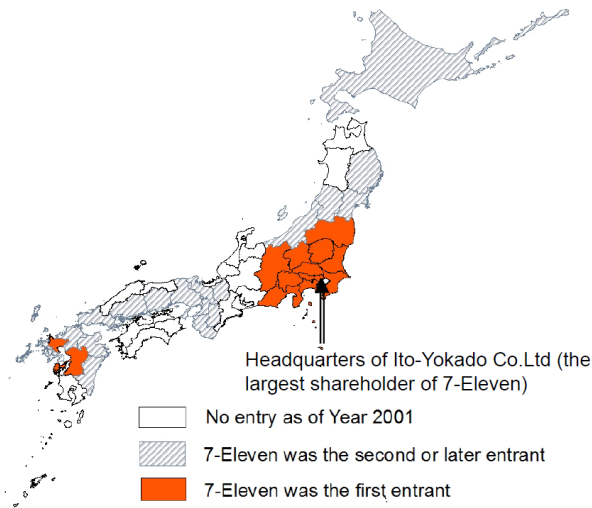 Headquarters of Ito-Yokado Co.Ltd (the
largest shareholder of 7-Eleven)
No entry as of Year 2001
7-Eleven was the second or later entrant
7-Eleven was the first entrant